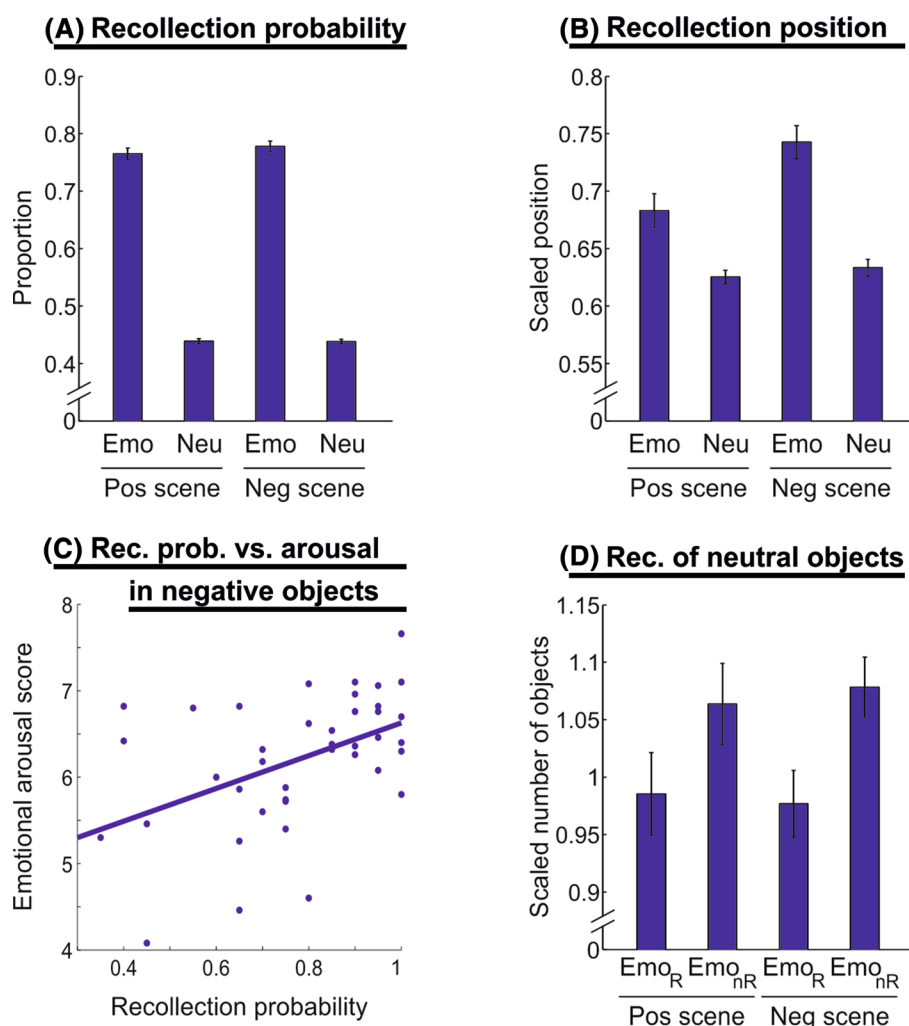 (A) Recollection probability
0.9
0.8
0.7
0.6
0.5
0.4
0
Proportion
Emo Neu Emo Neu
Pos scene Neg scene
(B) Recollection position
0.8
0.75
0.7
0.65
0.6
0.55
0
Scaled position
Emo Neu Emo Neu
Pos scene Neg scene
(C) Rec. prob. vs. arousal
in negative objects
8
7
6
5
4
Emotional arousal score
0.4 0.6 0.8 1
Recollection probability
(D) Rec. of neutral objects
1.15
1.1
1.05
1
0.95
0.9
0
Scaled number of objects
EmoR EmonR EmoR EmonR
Pos scene Neg scene